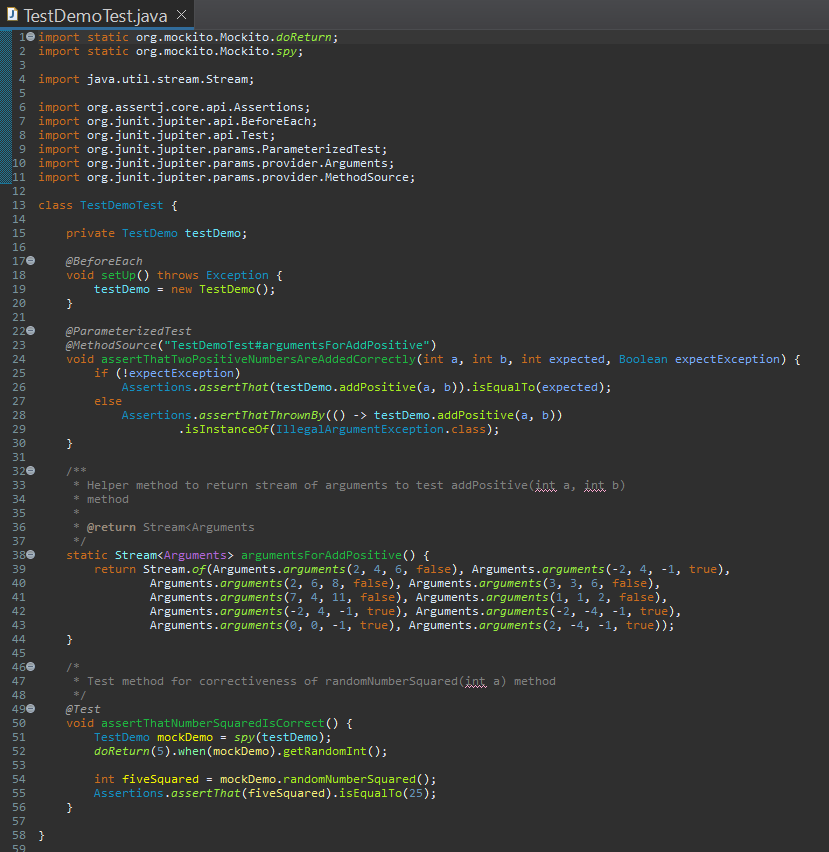 TestDemoTest.java
1 import static org.mockito.Mockito.doReturn;
2 import static org.mockito.Mockito.spy;
3
4 import java.util.stream.Stream;
5
6 import org.assertj.core.api.Assertions;
7 import org.junit.jupiter.api.BeforeEach;
8 import org.junit.jupiter.api.Test;
9 import org.junit.jupiter.params.ParameterizedTest;
10 import org.junit.jupiter.params.provider.Arguments;
11 import org.junit.jupiter.params.provider.MethodSource;
12
13 class TestDemoTest {
14
15     private TestDemo testDemo;
16
17     @BeforeEach
18     void setUp() throws Exception {
19         testDemo = new TestDemo();
20     }
21
22     @ParameterizedTest
23     @MethodSource("TestDemoTest#argumentsForAddPositive")
24     void assertThatTwoPositiveNumbersAreAddedCorrectly(int a, int b, int expected, Boolean expectException) {
25         if (!expectException)
26             Assertions.assertThat(testDemo.addPositive(a, b)).isEqualTo(expected);
27         else
28             Assertions.assertThatThrownBy(() -> testDemo.addPositive(a, b))
29                     .isInstanceOf(IllegalArgumentException.class);
30     }
31
32     /**
33      * Helper method to return stream of arguments to test addPositive(int a, int b)
34      * method
35      *
36      * @return Stream<Arguments
37      */
38     static Stream<Arguments> argumentsForAddPositive() {
39         return Stream.of(Arguments.arguments(2, 4, 6, false), Arguments.arguments(-2, 4, -1, true),
40                 Arguments.arguments(2, 6, 8, false), Arguments.arguments(3, 3, 6, false),
41                 Arguments.arguments(7, 4, 11, false), Arguments.arguments(1, 1, 2, false),
42                 Arguments.arguments(-2, 4, -1, true), Arguments.arguments(-2, -4, -1, true),
43                 Arguments.arguments(0, 0, -1, true), Arguments.arguments(2, -4, -1, true));
44     }
45
46     /*
47      * Test method for correctiveness of randomNumberSquared(int a) method
48      */
49     @Test
50     void assertThatNumberSquaredIsCorrect() {
51         TestDemo mockDemo = spy(testDemo);
52         doReturn(5).when(mockDemo).getRandomInt();
53
54         int fiveSquared = mockDemo.randomNumberSquared();
55         Assertions.assertThat(fiveSquared).isEqualTo(25);
56     }
57
58 }
59